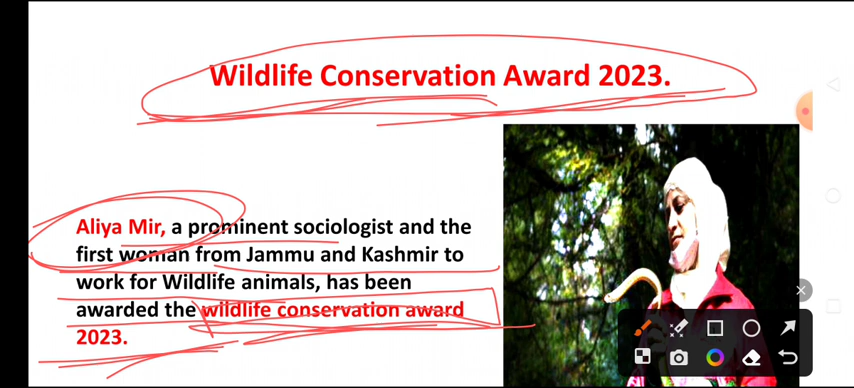 Wildlife Conservation Award 2023.
Aliya Mir, a prominent sociologist and the
first woman from Jammu and Kashmir to
work for Wildlife animals, has been
awarded the wildlife conservation award
2023.